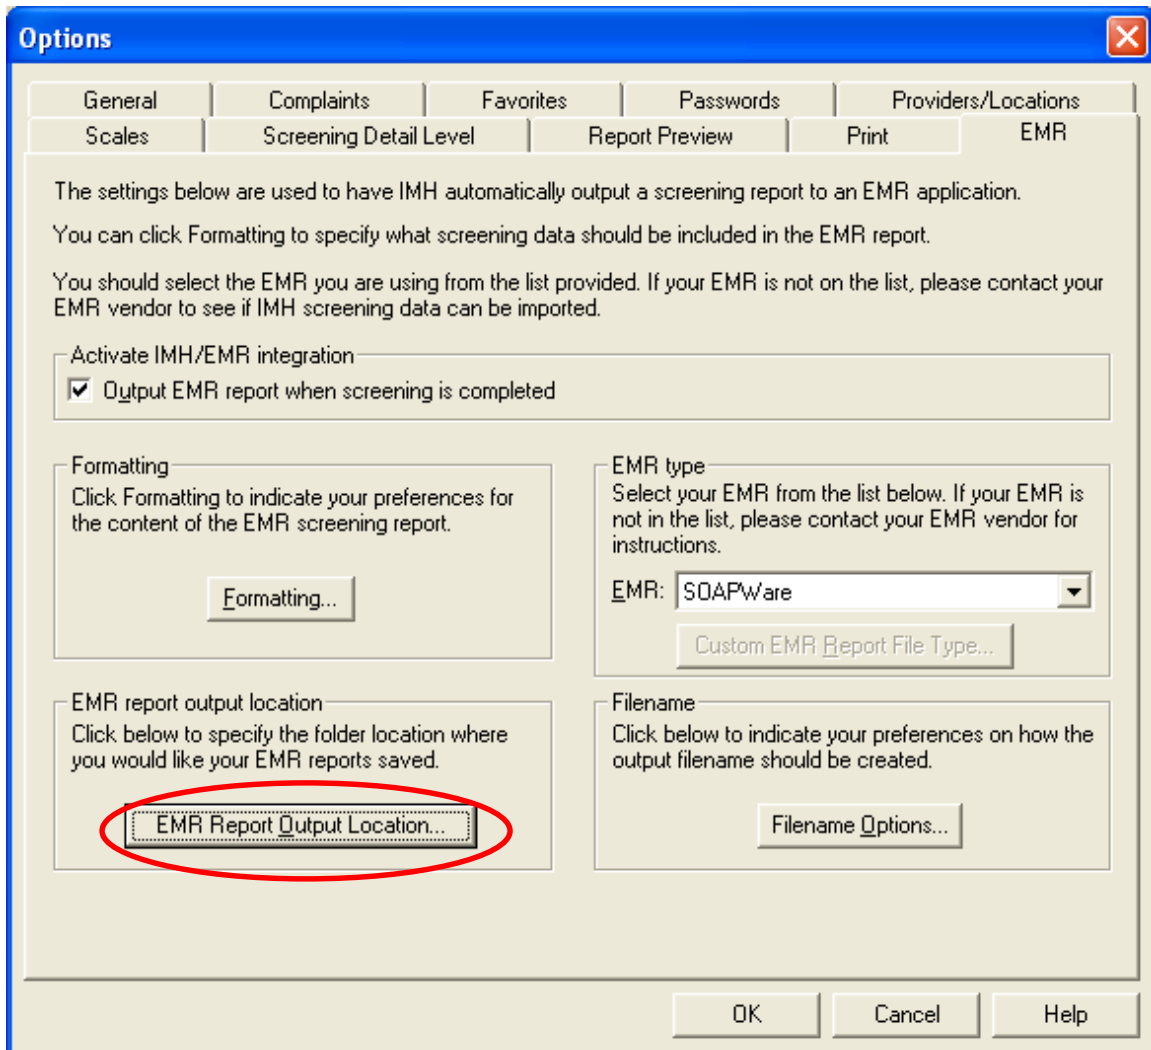 Options
General Complaints Favorites Passwords Providers/Locations
Scales Screening Detail Level Report Preview Print EMR
The settings below are used to have IMH automatically output a screening report to an EMR application.
You can click Formatting to specify what screening data should be included in the EMR report.
You should select the EMR you are using from the list provided. If your EMR is not on the list, please contact your
EMR vendor to see if IMH screening data can be imported.
Activate IMH/EMR integration
Output EMR report when screening is completed
Formatting
Click Formatting to indicate your preferences for
the content of the EMR screening report.
Formatting...
EMR type
Select your EMR from the list below. If your EMR is
not in the list, please contact your EMR vendor for
instructions.
EMR: SOAPWare
Custom EMR Report File Type...
EMR report output location
Click below to specify the folder location where
you would like your EMR reports saved.
EMR Report Output Location...
Filename
Click below to indicate your preferences on how the
output filename should be created.
Filename Options...
OK Cancel Help